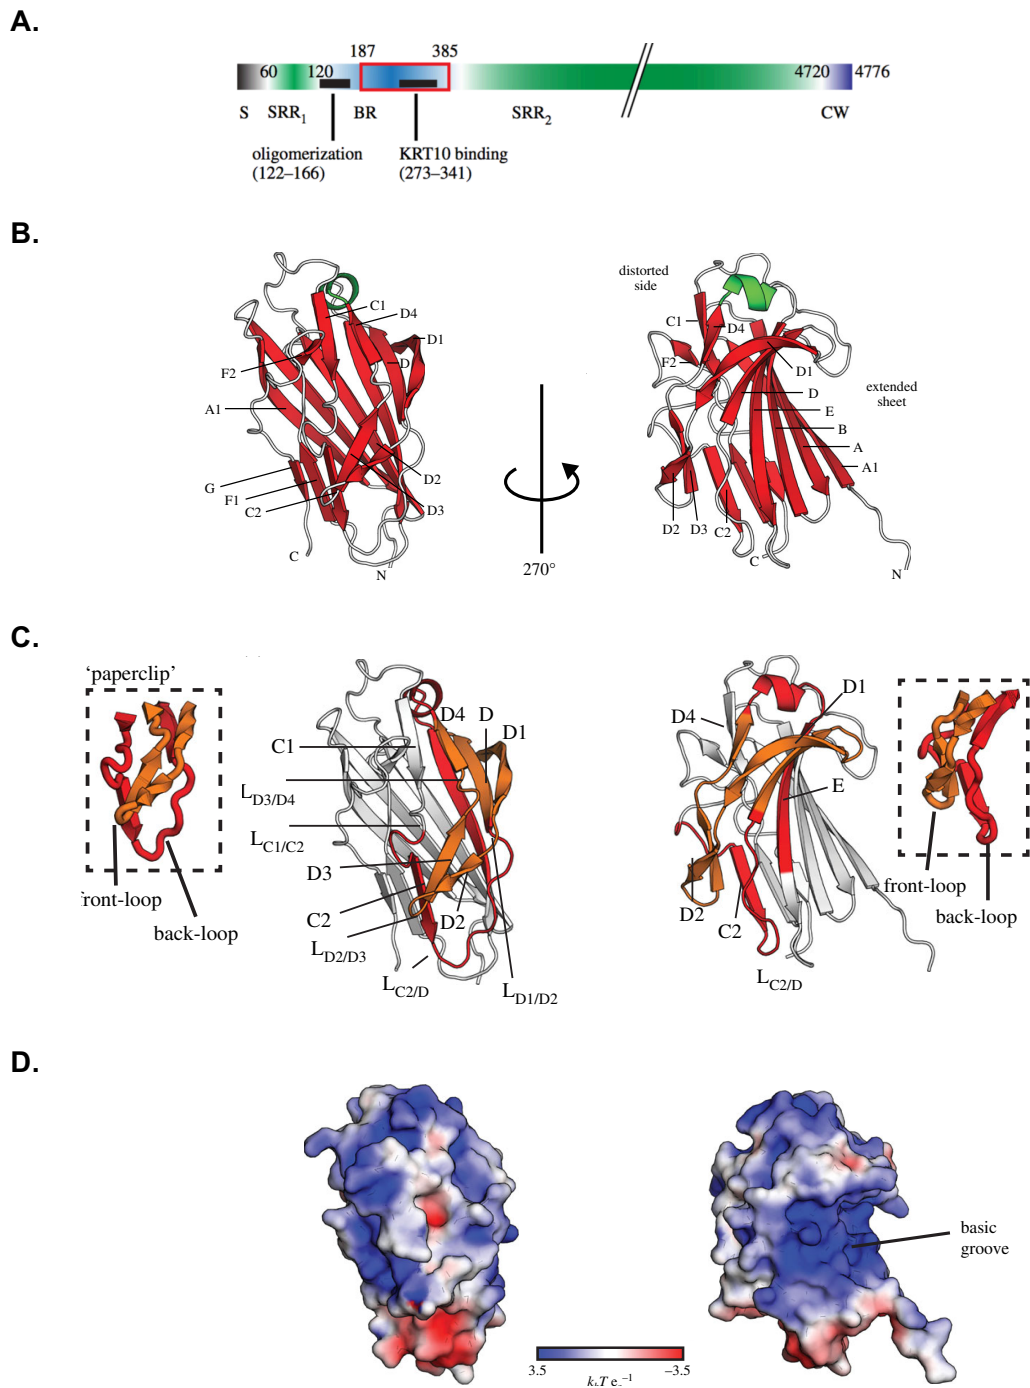 A.
187 385
60 120 4720 4776
S SRR1 BR SRR2 CW
oligomerization KRT10 binding
(122–166) (273–341)
B.
distorted
side
C1
D4
D1
D
F2
A1
G
F1
C2
D2
D3
C
N
270°
C1
D4
F2
D1
D
E
B
A
A1
extended
sheet
D2
D3
C2
C
N
C.
'paperclip'
front-loop
back-loop
D4 D D1
C1
LD3/D4
LC1/C2
D3
C2
D2
LD2/D3
LC2/D
LD1/D2
D1
D4
E
D2
C2
LC2/D
front-loop
back-loop
D.
basic
groove
3.5 –3.5